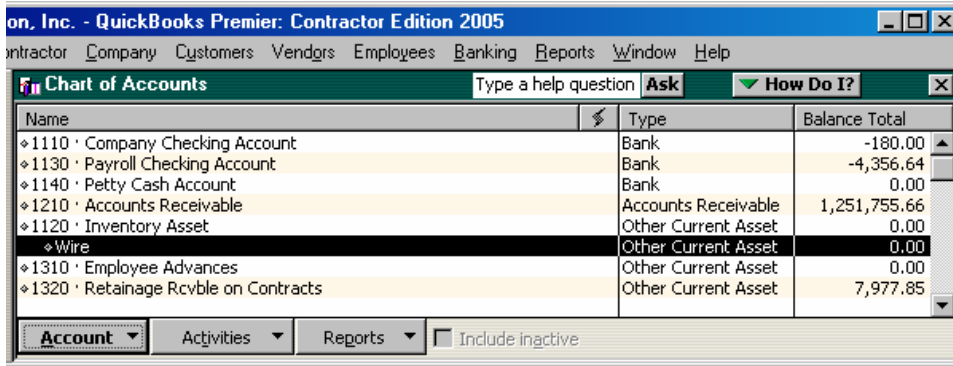 on, Inc. - QuickBooks Premier: Contractor Edition 2005
ontractor Company Customers Vendors Employees Banking Reports Window Help
Chart of Accounts Type a help question Ask How Do I?
Name Type Balance Total
1110 · Company Checking Account Bank -180.00
1130 · Payroll Checking Account Bank -4,356.64
1140 · Petty Cash Account Bank 0.00
1210 · Accounts Receivable Accounts Receivable 1,251,755.66
1120 · Inventory Asset Other Current Asset 0.00
Wire Other Current Asset 0.00
1310 · Employee Advances Other Current Asset 0.00
1320 · Retainage Rcvble on Contracts Other Current Asset 7,977.85
Account Activities Reports Include inactive